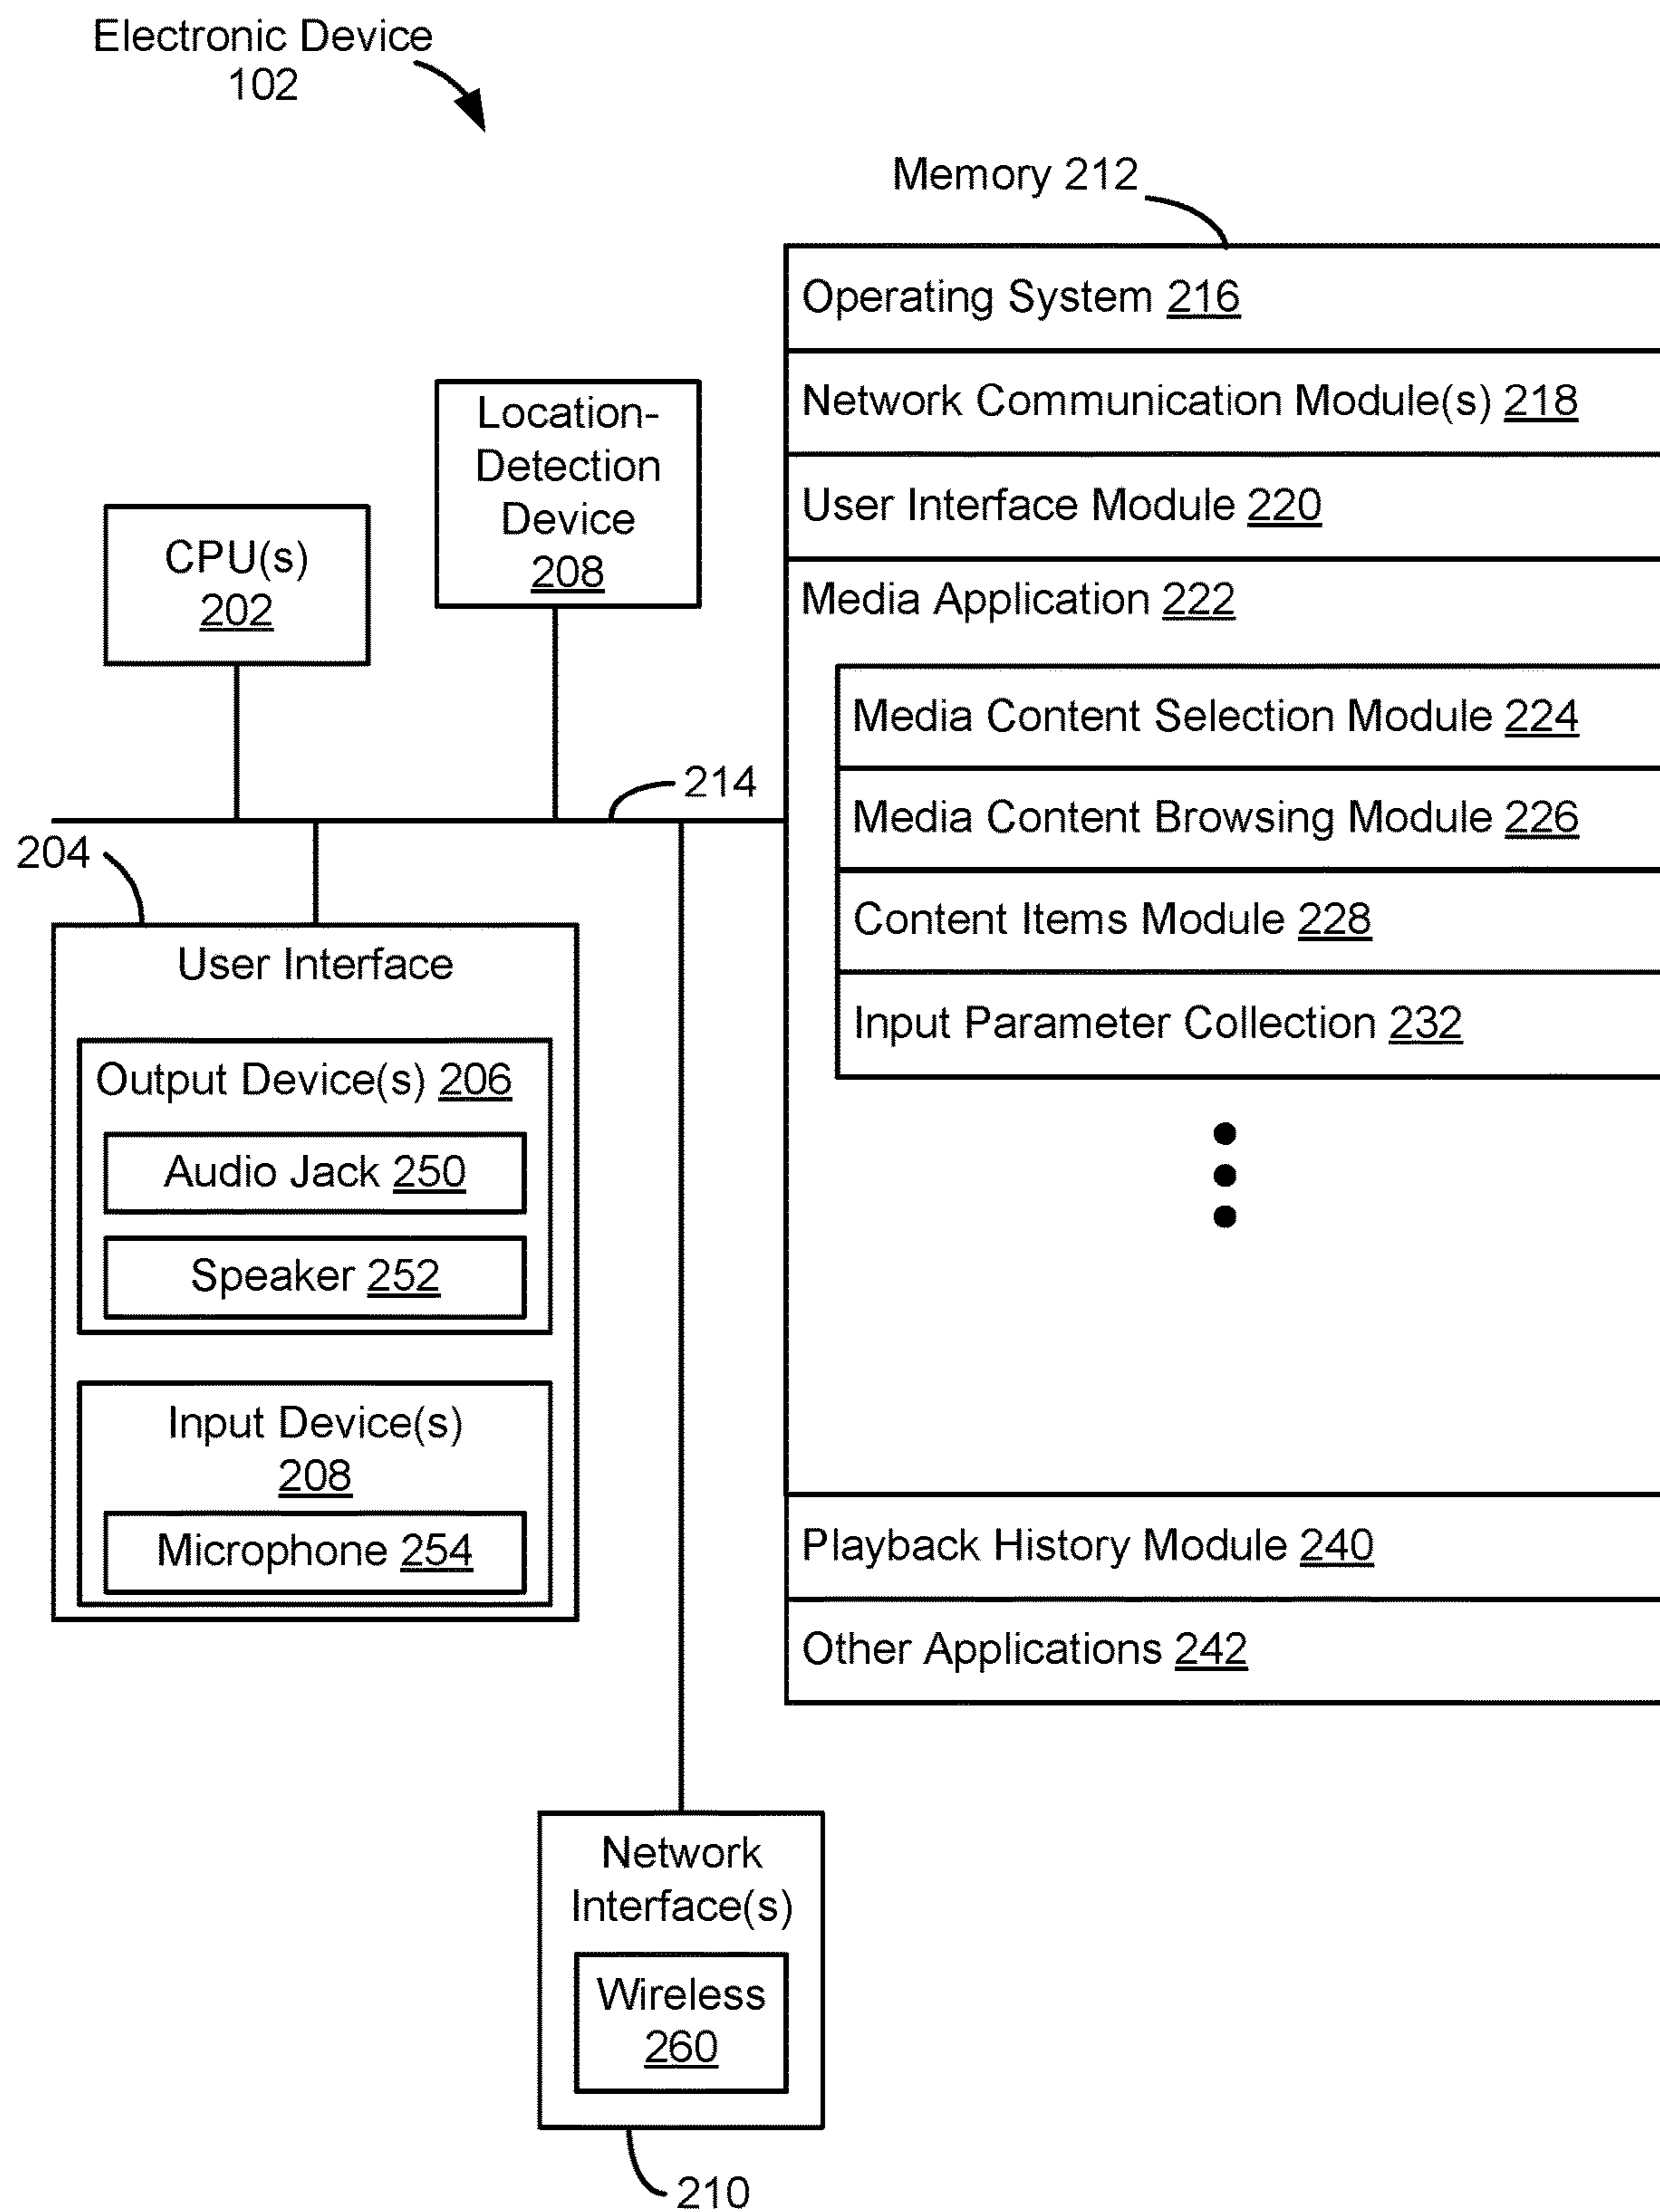 Electronic Device
102
Memory 212
Operating System 216
Network Communication Module(s) 218
User Interface Module 220
Media Application 222
Media Content Selection Module 224
Media Content Browsing Module 226
Content Items Module 228
Input Parameter Collection 232
Playback History Module 240
Other Applications 242
Location-
Detection
Device
208
CPU(s)
202
214
204
User Interface
Output Device(s) 206
Audio Jack 250
Speaker 252
Input Device(s)
208
Microphone 254
Network
Interface(s)
Wireless
260
210